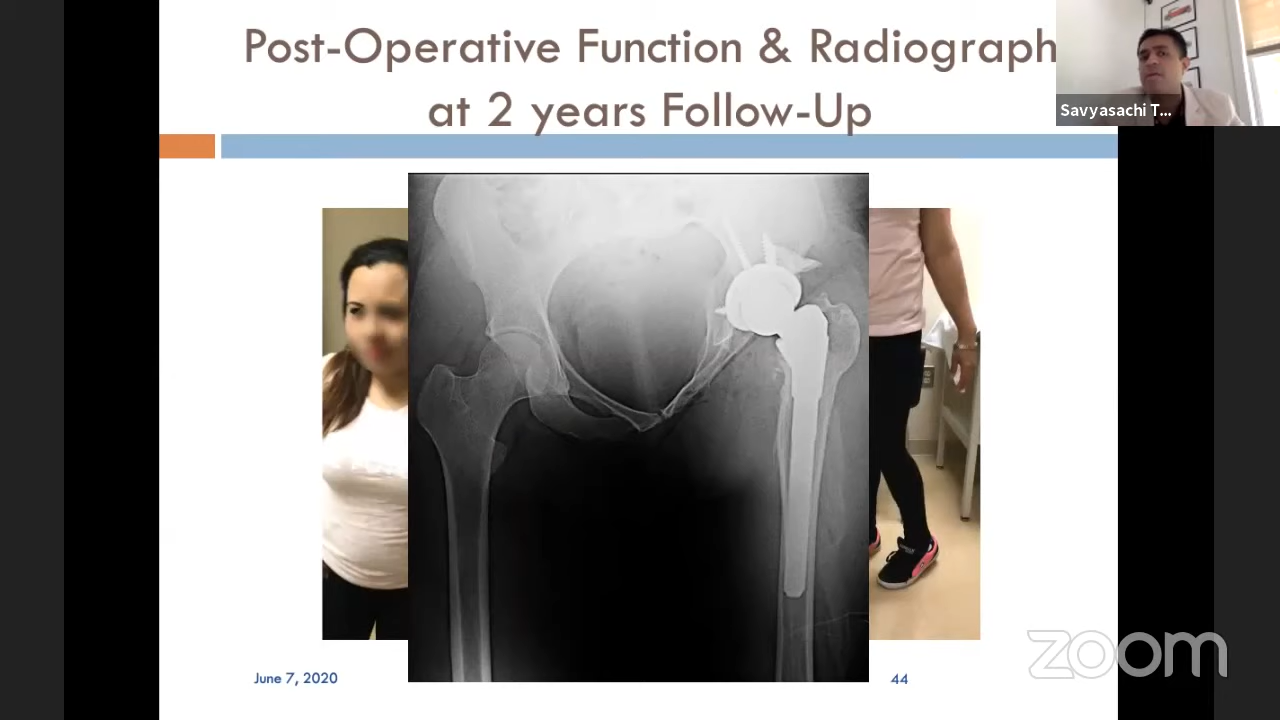 Post-Operative Function & Radiograph
at 2 years Follow-Up
Savyasachi T...
June 7, 2020
44
zoom